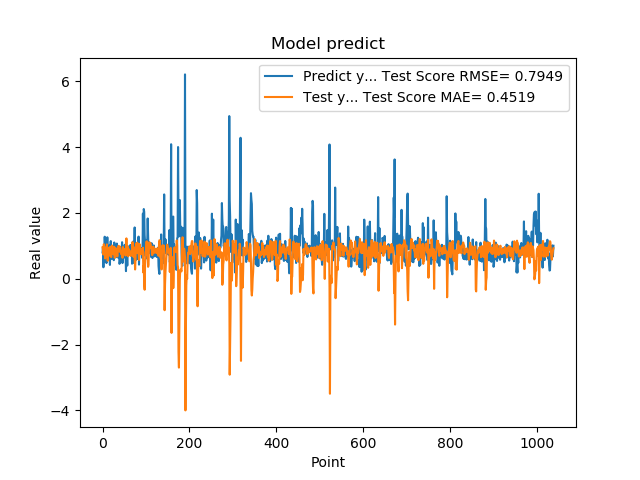 Model predict
Predict y... Test Score RMSE= 0.7949
Test y... Test Score MAE= 0.4519
6
4
2
0
−2
−4
Real value
0 200 400 600 800 1000
Point